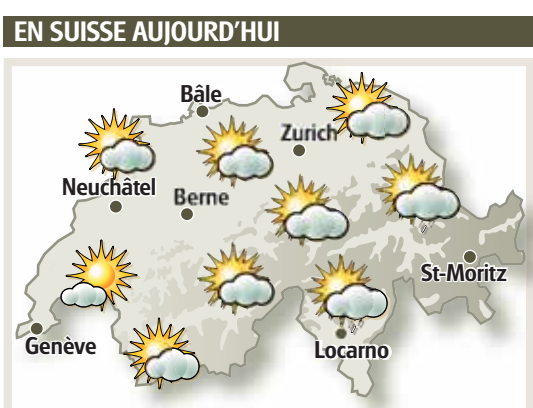 EN SUISSE AUJOURD'HUI
Bâle
Zurich
Neuchâtel
Berne
St-Moritz
Genève
Locarno